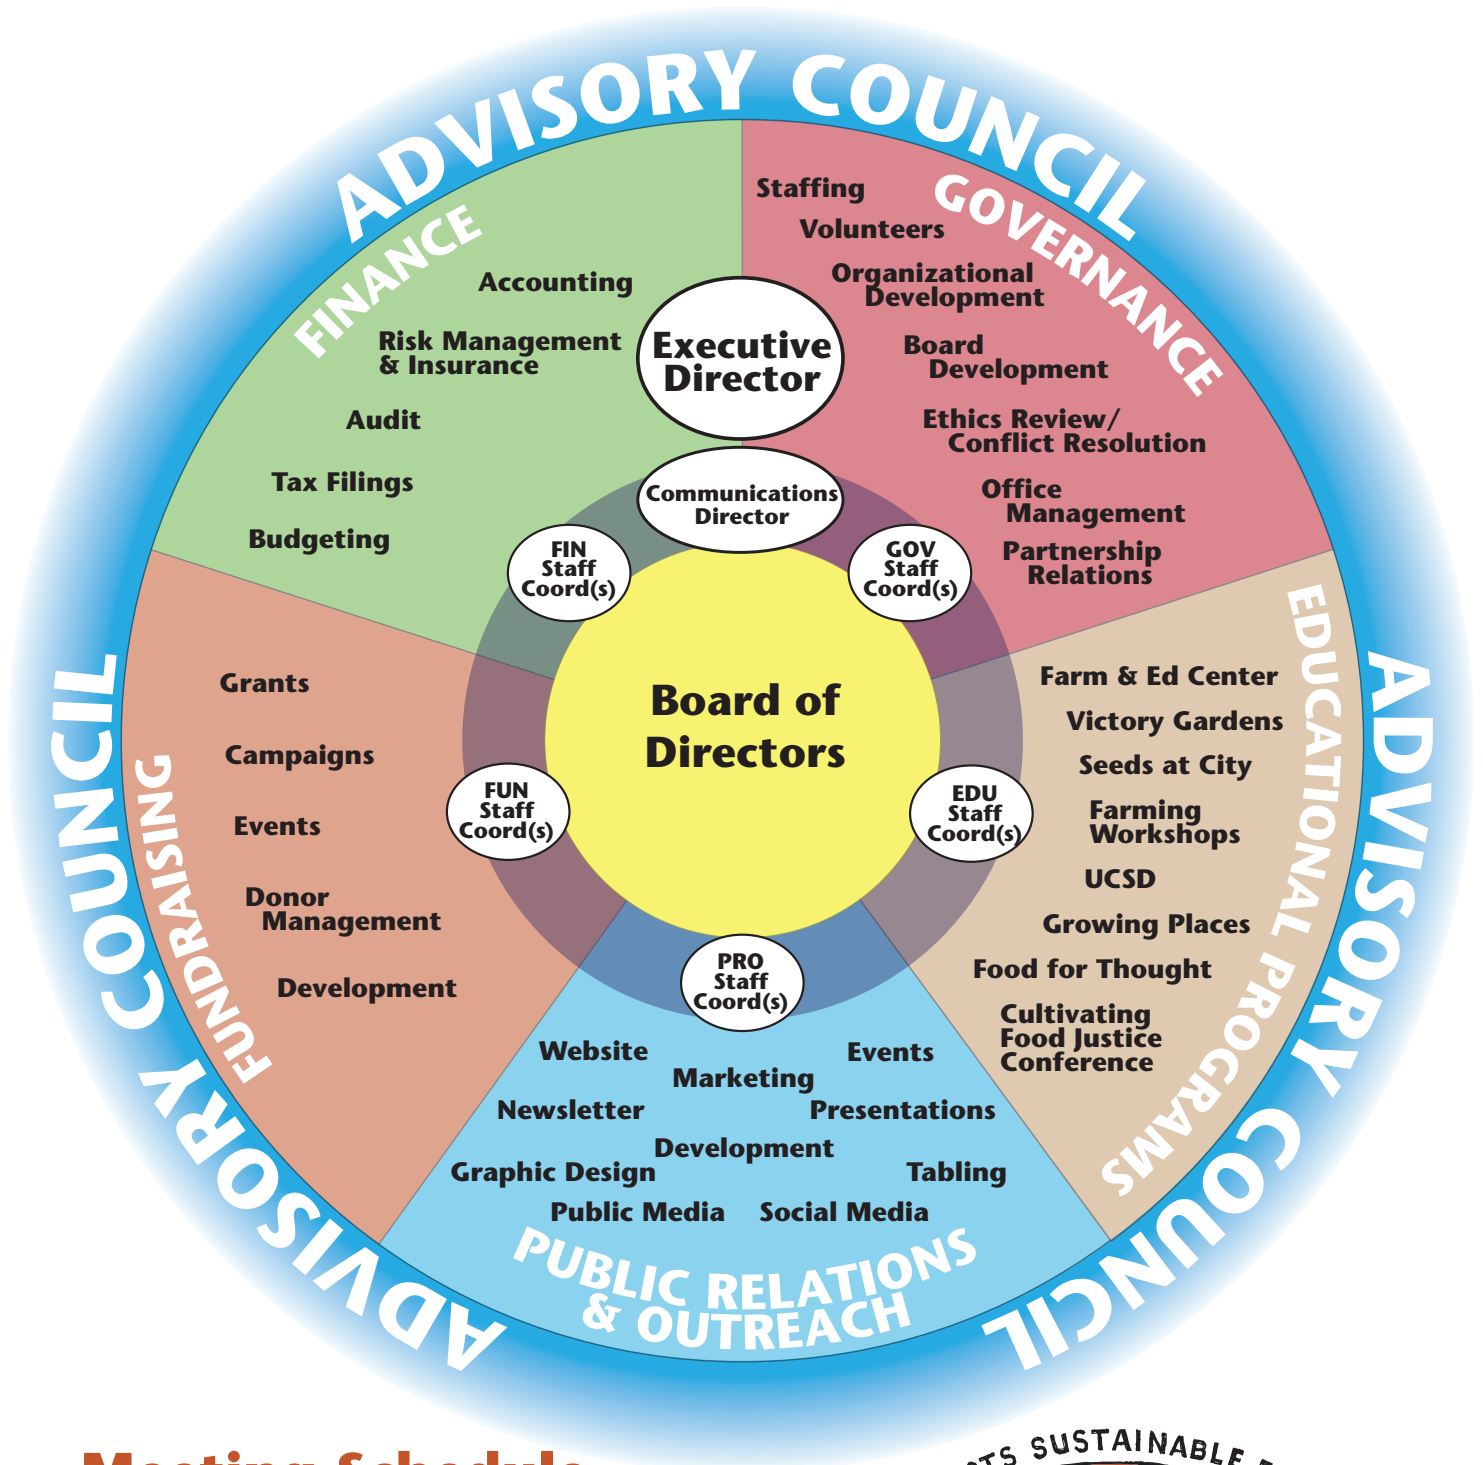 ADVISORY COUNCIL
FINANCE
Accounting
Risk Management
& Insurance
Audit
Tax Filings
Budgeting
GOVERNANCE
Staffing
Volunteers
Organizational
Development
Board
Development
Ethics Review/
Conflict Resolution
Office
Management
Partnership
Relations
Executive
Director
Communications
Director
FIN
Staff
Coord(s)
GOV
Staff
Coord(s)
Board of
Directors
FUN
Staff
Coord(s)
EDU
Staff
Coord(s)
PRO
Staff
Coord(s)
ADVISORY COUNCIL
FUNDRAISING
Grants
Campaigns
Events
Donor
Management
Development
ADVISORY COUNCIL
EDUCATIONAL PROGRAMS
Farm & Ed Center
Victory Gardens
Seeds at City
Farming
Workshops
UCSD
Growing Places
Food for Thought
Cultivating
Food Justice
Conference
Website
Events
Marketing
Newsletter
Presentations
Development
Graphic Design
Tabling
Public Media
Social Media
PUBLIC RELATIONS
& OUTREACH
Meeting Schedule
SUSTAINABLE